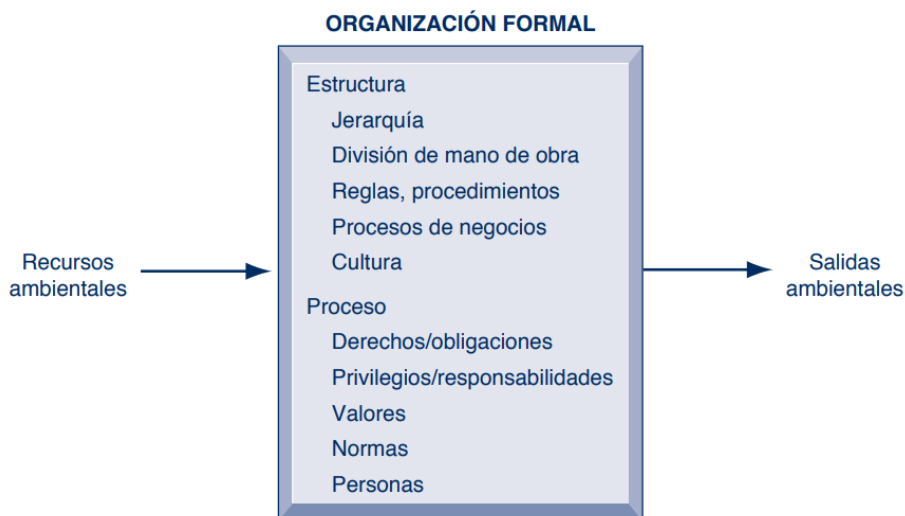 ORGANIZACIÓN FORMAL
Estructura
Jerarquía
División de mano de obra
Reglas, procedimientos
Procesos de negocios
Cultura
Recursos
ambientales
Salidas
ambientales
Proceso
Derechos/obligaciones
Privilegios/responsabilidades
Valores
Normas
Personas